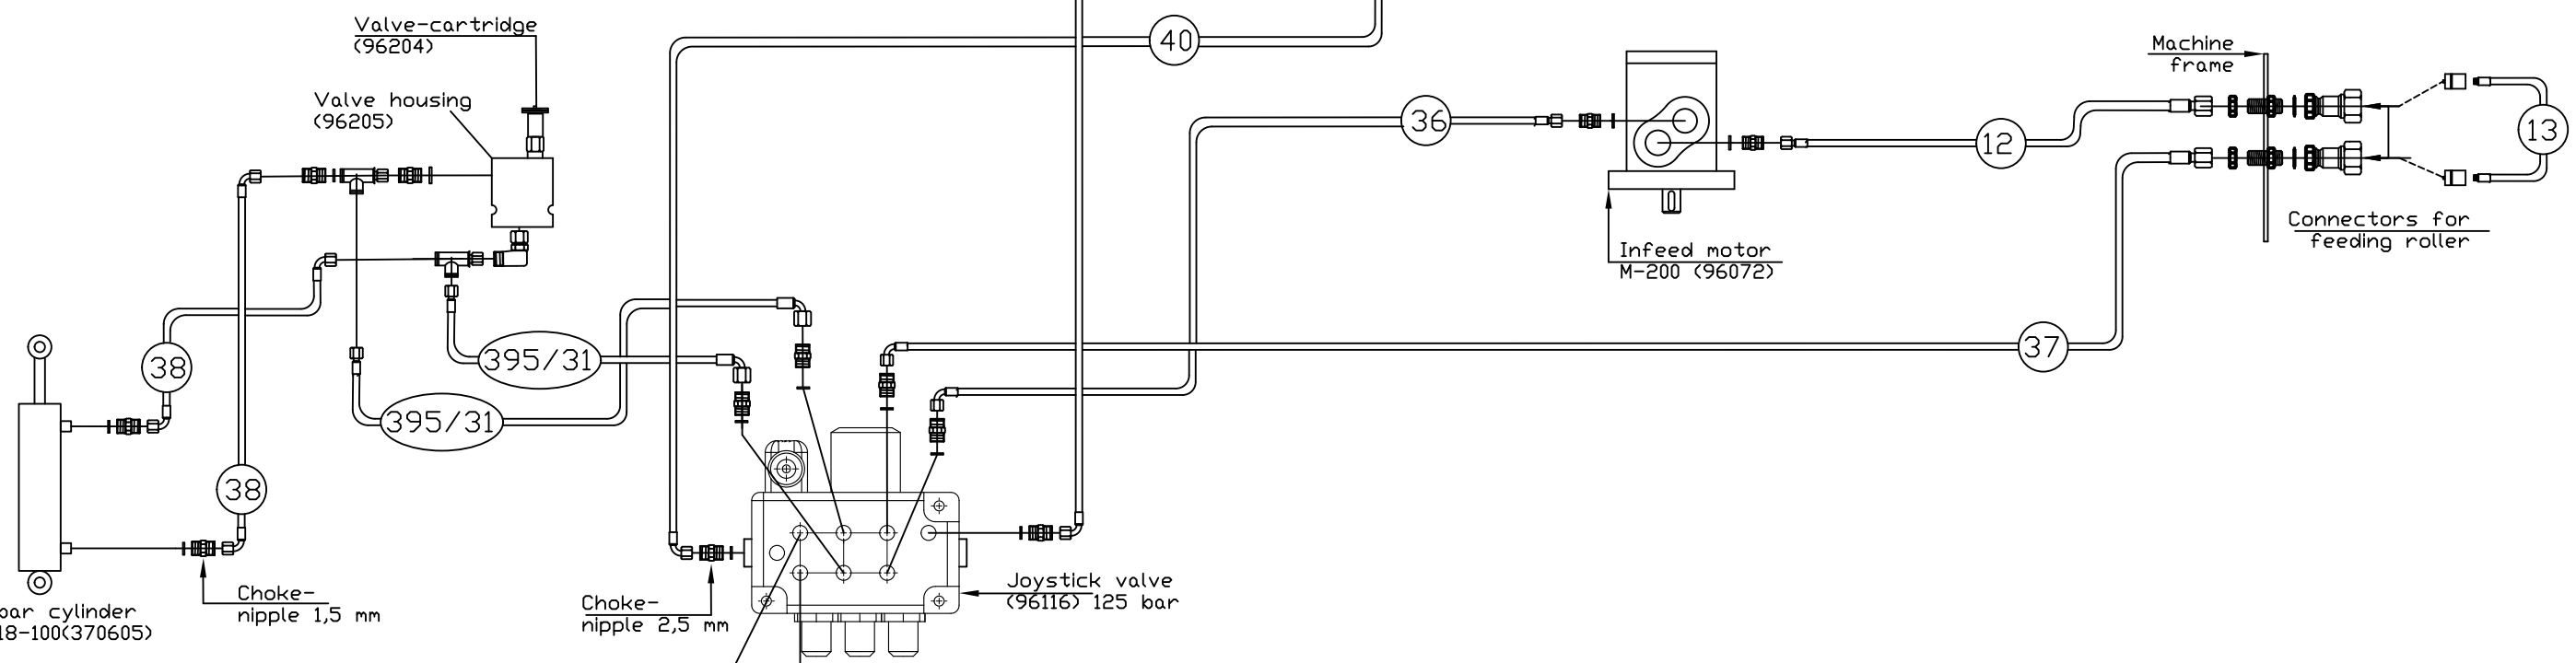 Valve-cartridge
(96204)
Valve housing
(96205)
40
36
Machine
frame
12
13
Connectors for
feeding roller
Infeed motor
M-200 (96072)
38
395/31
395/31
37
38
Choke-
nipple 1,5 mm
Choke-
nipple 2,5 mm
Joystick valve
(96116) 125 bar
bar cylinder
18-100(370605)